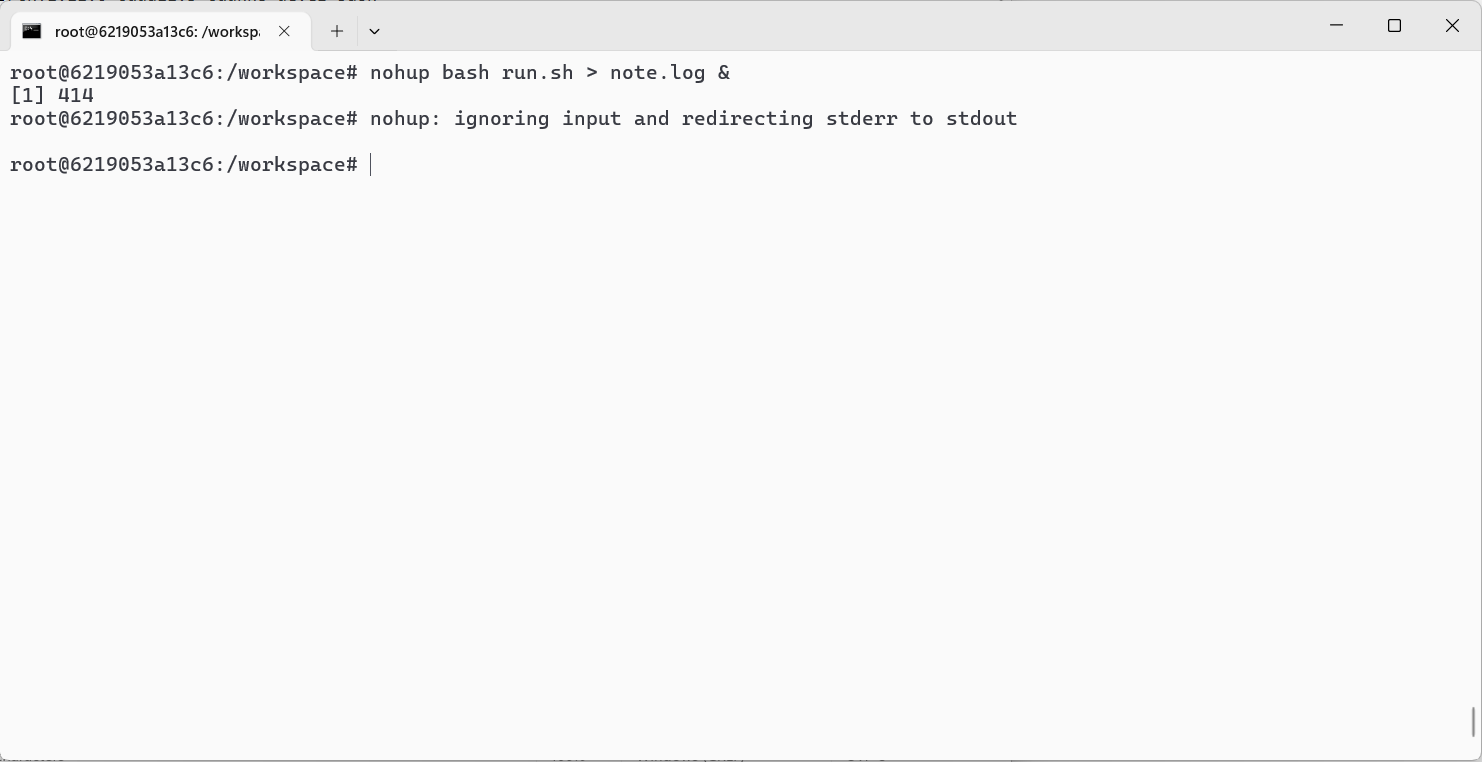 root@6219053a13c6: /worksp
root@6219053a13c6:/workspace# nohup bash run.sh > note.log &
[1] 414
root@6219053a13c6:/workspace# nohup: ignoring input and redirecting stderr to stdout
root@6219053a13c6:/workspace#